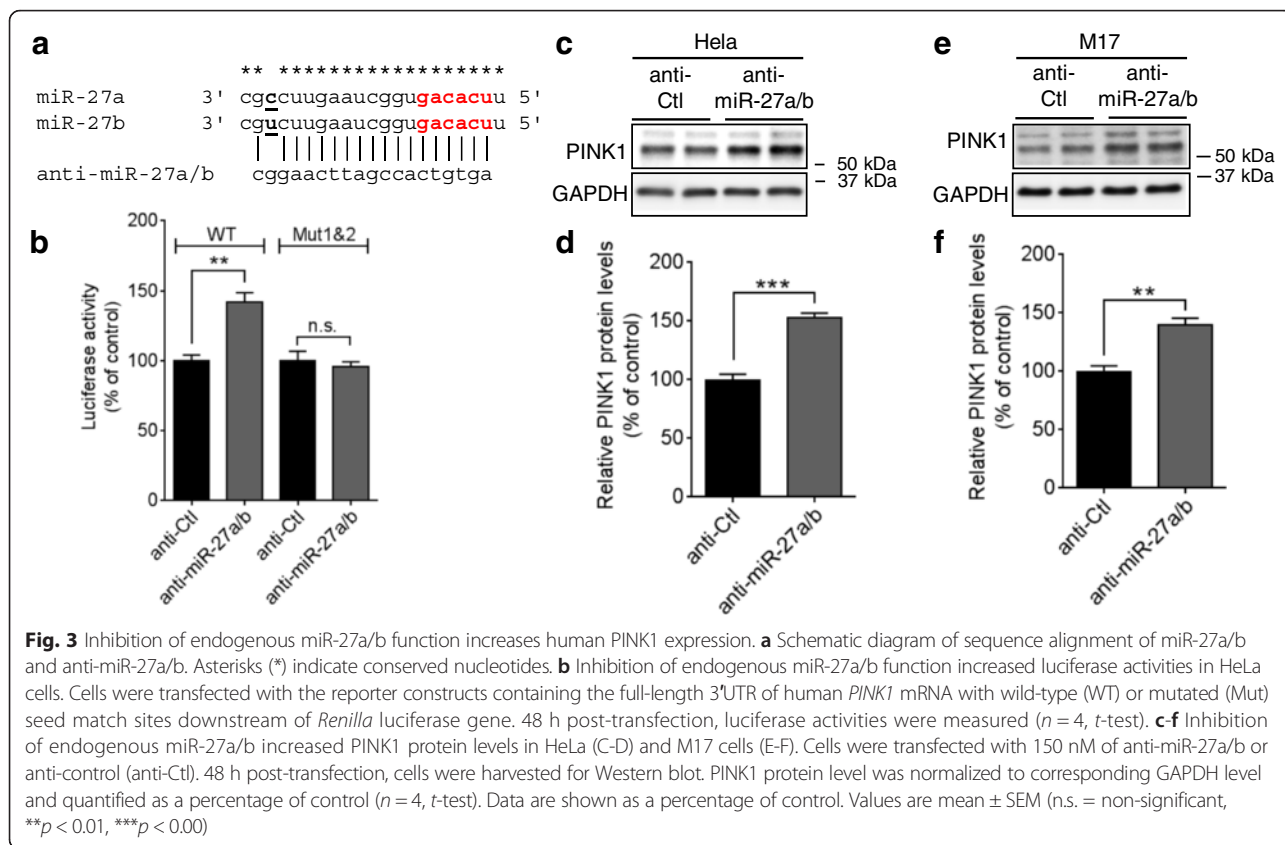 a
** ******************
miR-27a 3' cgccuugaaucggugacacuu 5'
miR-27b 3' cgucuugaaucggugacacuu 5'
anti-miR-27a/b cggaacttagccactgtga
b
200
150
100
50
0
Luciferase activity
(% of control)
WT
Mut1&2
**
n.s.
anti-Ctl
anti-miR-27a/b
anti-Ctl
anti-miR-27a/b
c
Hela
anti-
Ctl
anti-
miR-27a/b
PINK1
GAPDH
50 kDa
37 kDa
d
200
150
100
50
0
Relative PINK1 protein levels
(% of control)
***
anti-Ctl
anti-miR-27a/b
e
M17
anti-
Ctl
anti-
miR-27a/b
PINK1
GAPDH
50 kDa
37 kDa
f
200
150
100
50
0
Relative PINK1 protein levels
(% of control)
**
anti-Ctl
anti-miR-27a/b
Fig. 3 Inhibition of endogenous miR-27a/b function increases human PINK1 expression. a Schematic diagram of sequence alignment of miR-27a/b
and anti-miR-27a/b. Asterisks (*) indicate conserved nucleotides. b Inhibition of endogenous miR-27a/b function increased luciferase activities in HeLa
cells. Cells were transfected with the reporter constructs containing the full-length 3′UTR of human PINK1 mRNA with wild-type (WT) or mutated (Mut)
seed match sites downstream of Renilla luciferase gene. 48 h post-transfection, luciferase activities were measured (n = 4, t-test). c-f Inhibition
of endogenous miR-27a/b increased PINK1 protein levels in HeLa (C-D) and M17 cells (E-F). Cells were transfected with 150 nM of anti-miR-27a/b or
anti-control (anti-Ctl). 48 h post-transfection, cells were harvested for Western blot. PINK1 protein level was normalized to corresponding GAPDH level
and quantified as a percentage of control (n = 4, t-test). Data are shown as a percentage of control. Values are mean ± SEM (n.s. = non-significant,
**p < 0.01, ***p < 0.00)